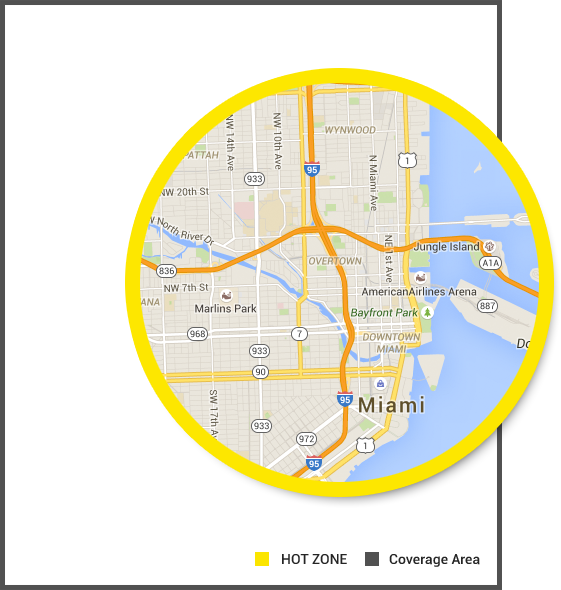 WYNWOOD
NW 14th Ave
NW 10th Ave
PATTAH
N Miami Ave
1
95
933
NW 20th St
W North River Dr
NE 1st Ave
Jungle Island
OVERTOWN
A1A
836
AmericanAirlines Arena
NW 7th St
ANA
Marlins Park
887
Bayfront Park
968
7
DOWNTOWN
MIAMI
Do
933
90
SW 17th A
95
Miami
933
972
1
95
HOT ZONE
Coverage Area